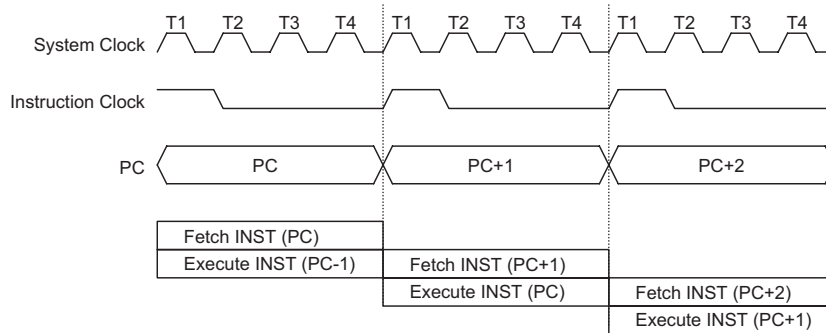 T1 T2 T3 T4 T1 T2 T3 T4 T1 T2 T3 T4
System Clock
Instruction Clock
PC PC PC+1 PC+2
Fetch INST (PC)
Execute INST (PC-1) Fetch INST (PC+1)
Execute INST (PC) Fetch INST (PC+2)
Execute INST (PC+1)